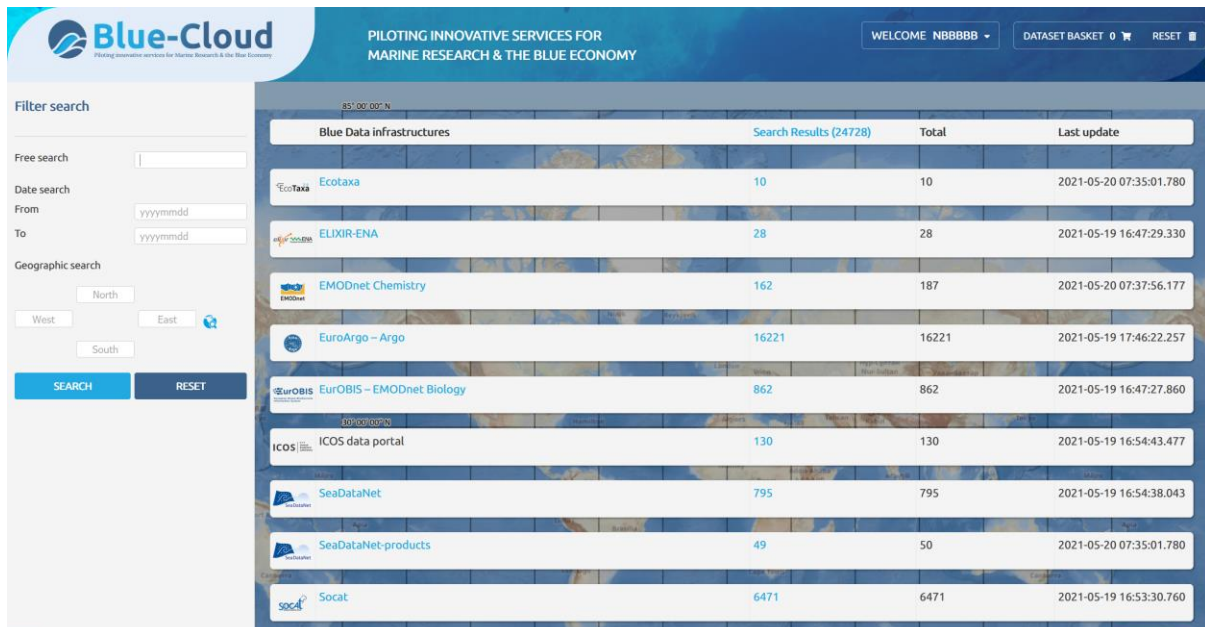 Blue-Cloud
Piloting innovative services for Marine Research & the Blue Economy
PILOTING INNOVATIVE SERVICES FOR
MARINE RESEARCH & THE BLUE ECONOMY
WELCOME NBBBBB
DATASET BASKET 0
RESET
Filter search
Free search
Date search
From yyyymmdd
To yyyymmdd
Geographic search
North
West East
South
SEARCH RESET
85° 00' 00" N
Blue Data infrastructures Search Results (24728) Total Last update
EcoTaxa Ecotaxa 10 10 2021-05-20 07:35:01.780
ELIXIR-ENA 28 28 2021-05-19 16:47:29.330
EMODnet EMODnet Chemistry 162 187 2021-05-20 07:37:56.177
EuroArgo – Argo 16221 16221 2021-05-19 17:46:22.257
EurOBIS EurOBIS – EMODnet Biology 862 862 2021-05-19 16:47:27.860
30° 00' 00" N
ICOS ICOS data portal 130 130 2021-05-19 16:54:43.477
SeaDataNet SeaDataNet 795 795 2021-05-19 16:54:38.043
SeaDataNet SeaDataNet-products 49 50 2021-05-20 07:35:01.780
socat Socat 6471 6471 2021-05-19 16:53:30.760